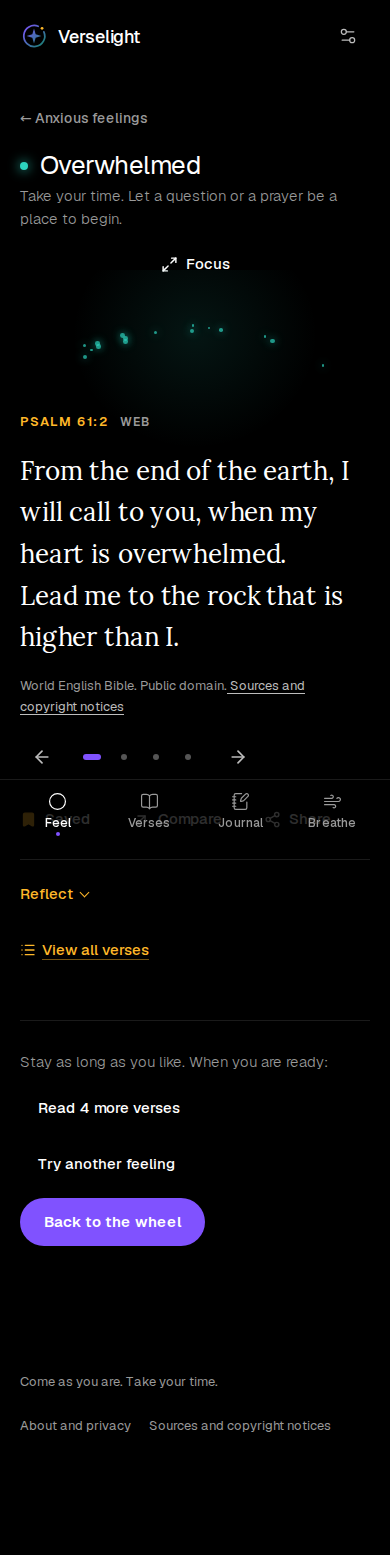 Verselight
← Anxious feelings
Overwhelmed
Take your time. Let a question or a prayer be a
place to begin.
Focus
PSALM 61:2 WEB
From the end of the earth, I
will call to you, when my
heart is overwhelmed.
Lead me to the rock that is
higher than I.
World English Bible. Public domain. Sources and
copyright notices
Saved Compare Share
Feel Verses Journal Breathe
Reflect
View all verses
Stay as long as you like. When you are ready:
Read 4 more verses
Try another feeling
Back to the wheel
Come as you are. Take your time.
About and privacy Sources and copyright notices